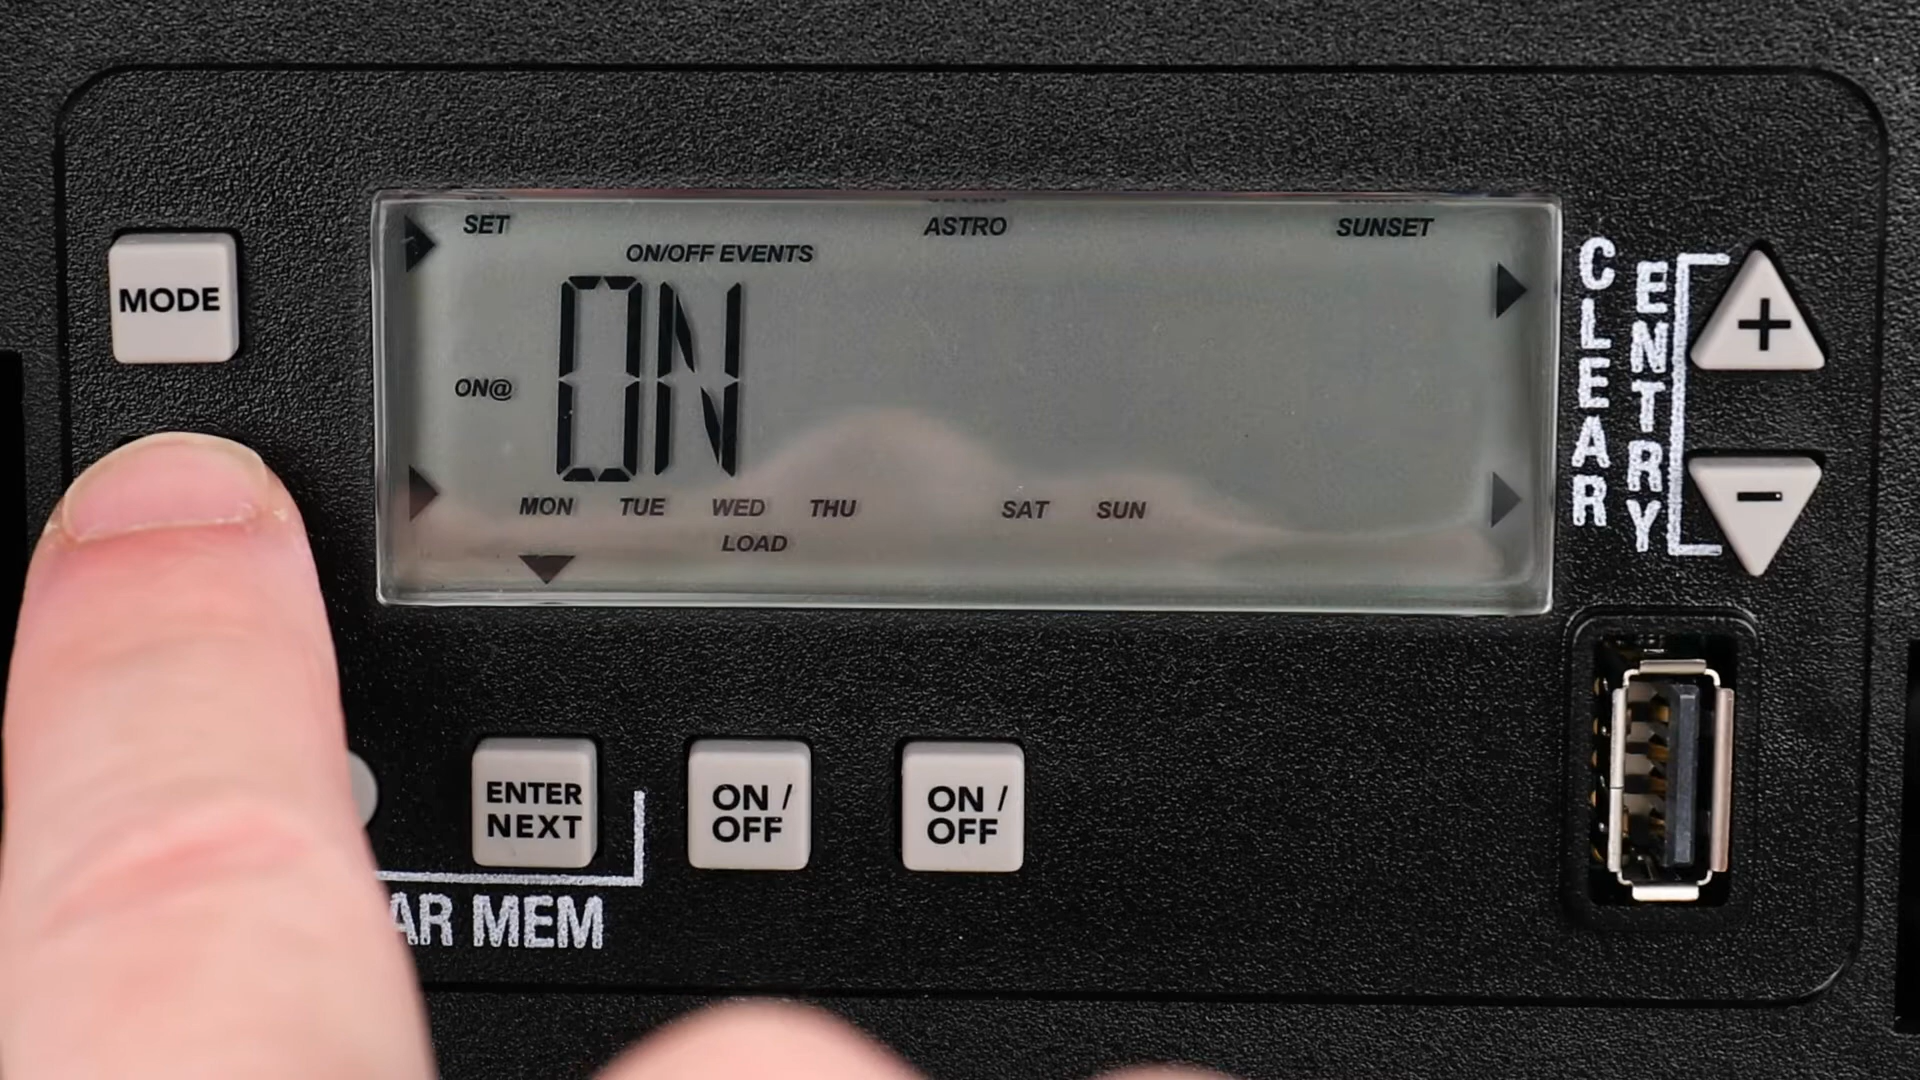 MODE
SET
ASTRO
SUNSET
ON/OFF EVENTS
ON@
ON
MON TUE WED THU SAT SUN
LOAD
CLEAR
ENTRY
+
-
ENTER
NEXT
ON /
OFF
ON /
OFF
AR MEM